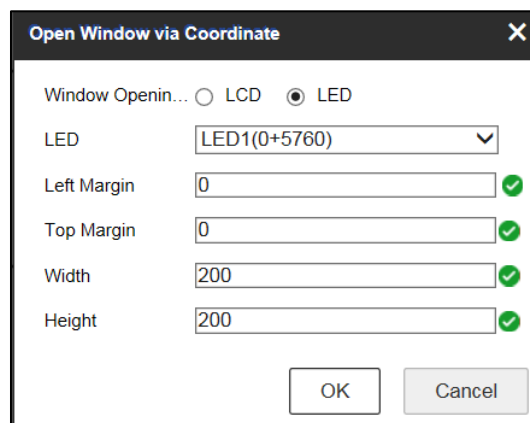 Open Window via Coordinate
Window Openin... LCD LED
LED LED1(0+5760)
Left Margin 0
Top Margin 0
Width 200
Height 200
OK Cancel